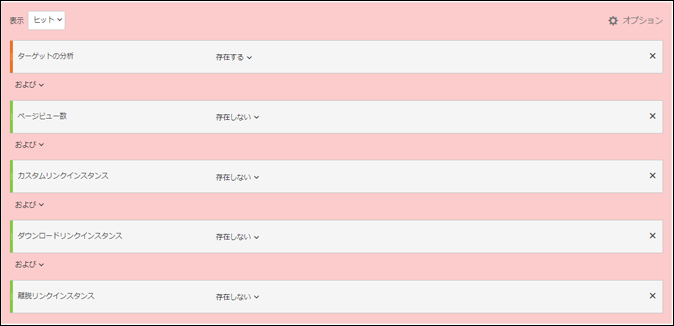 表示 ヒット オプション
ターゲットの分析 存在する
および
ページビュー数 存在しない
および
カスタムリンクインスタンス 存在しない
および
ダウンロードリンクインスタンス 存在しない
および
離脱リンクインスタンス 存在しない